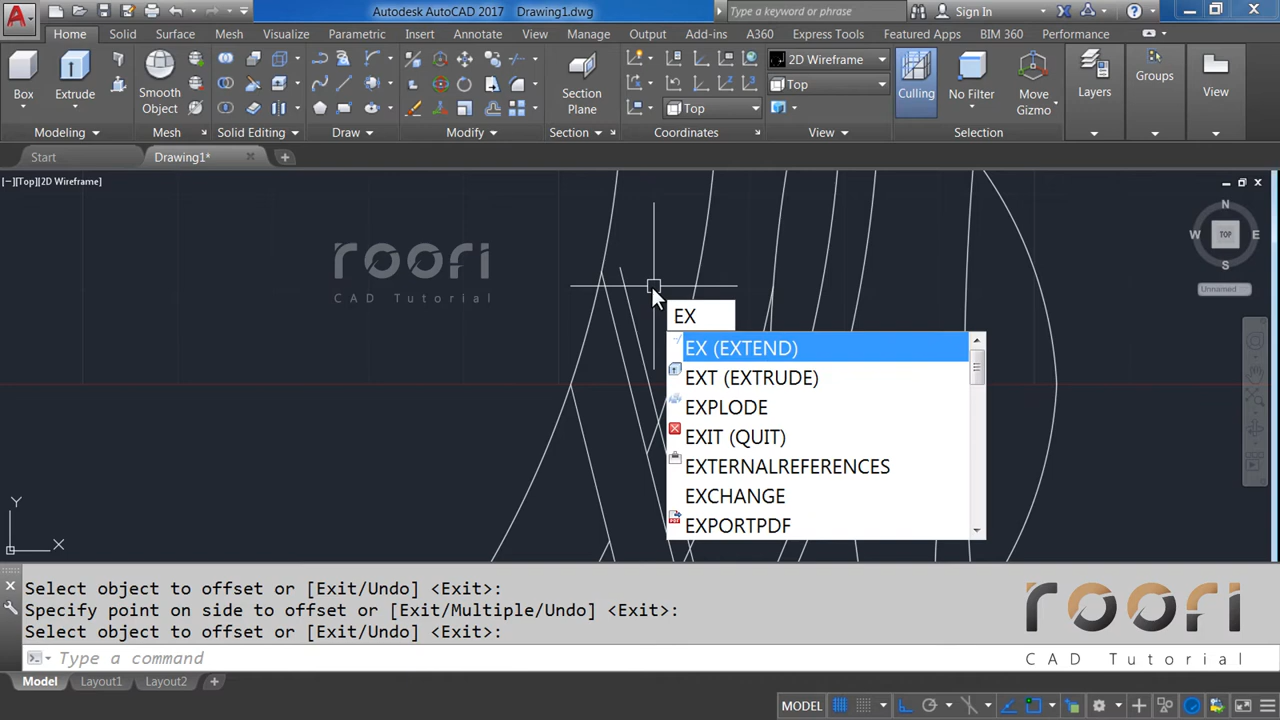 Autodesk AutoCAD 2017 Drawing1.dwg
Type a keyword or phrase
Sign In
Home Solid Surface Mesh Visualize Parametric Insert Annotate View Manage Output Add-ins A360 Express Tools Featured Apps BIM 360 Performance
Box
Extrude
Smooth
Object
Section
Plane
2D Wireframe
Top
Top
Culling
No Filter
Move
Gizmo
Layers
Groups
View
Modeling Mesh Solid Editing Draw Modify Section Coordinates View Selection
Start Drawing1*
[−][Top][2D Wireframe]
roori
CAD Tutorial
N
W TOP E
S
Unnamed
EX
EX (EXTEND)
EXT (EXTRUDE)
EXPLODE
EXIT (QUIT)
EXTERNALREFERENCES
EXCHANGE
EXPORTPDF
PDF
Y
X
Select object to offset or [Exit/Undo] <Exit>:
Specify point on side to offset or [Exit/Multiple/Undo] <Exit>:
Select object to offset or [Exit/Undo] <Exit>:
Type a command
roori
CAD Tutorial
Model Layout1 Layout2
MODEL